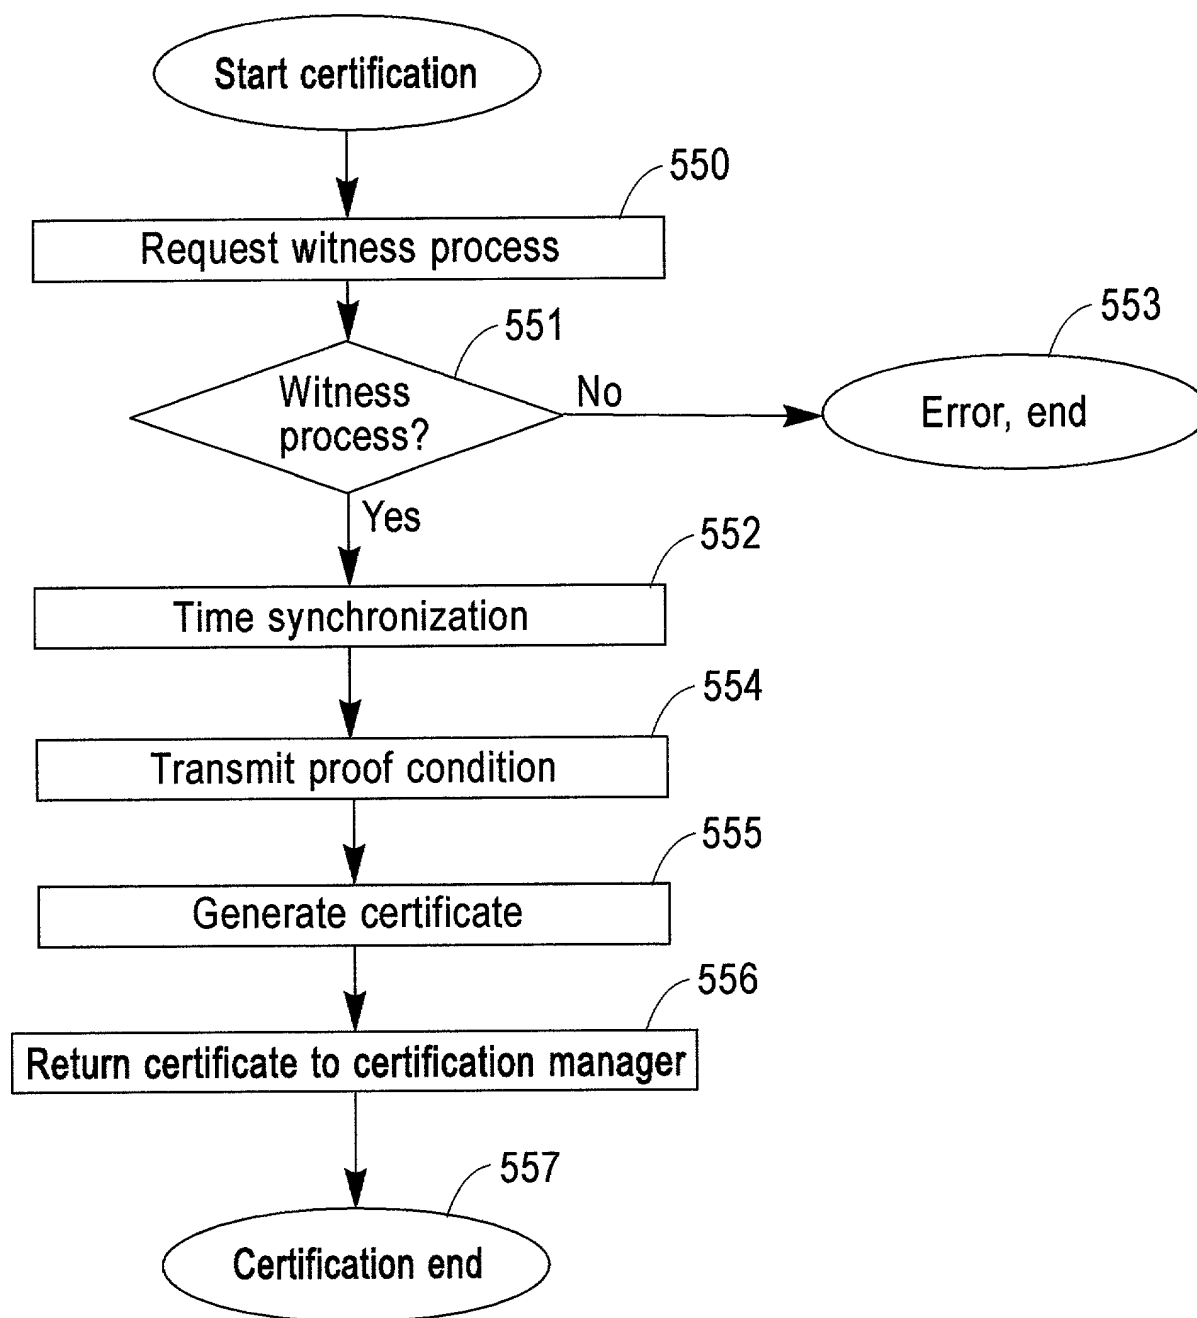 Start certification
550
Request witness process
551
Witness
process?
No
553
Error, end
Yes
552
Time synchronization
554
Transmit proof condition
555
Generate certificate
556
Return certificate to certification manager
557
Certification end